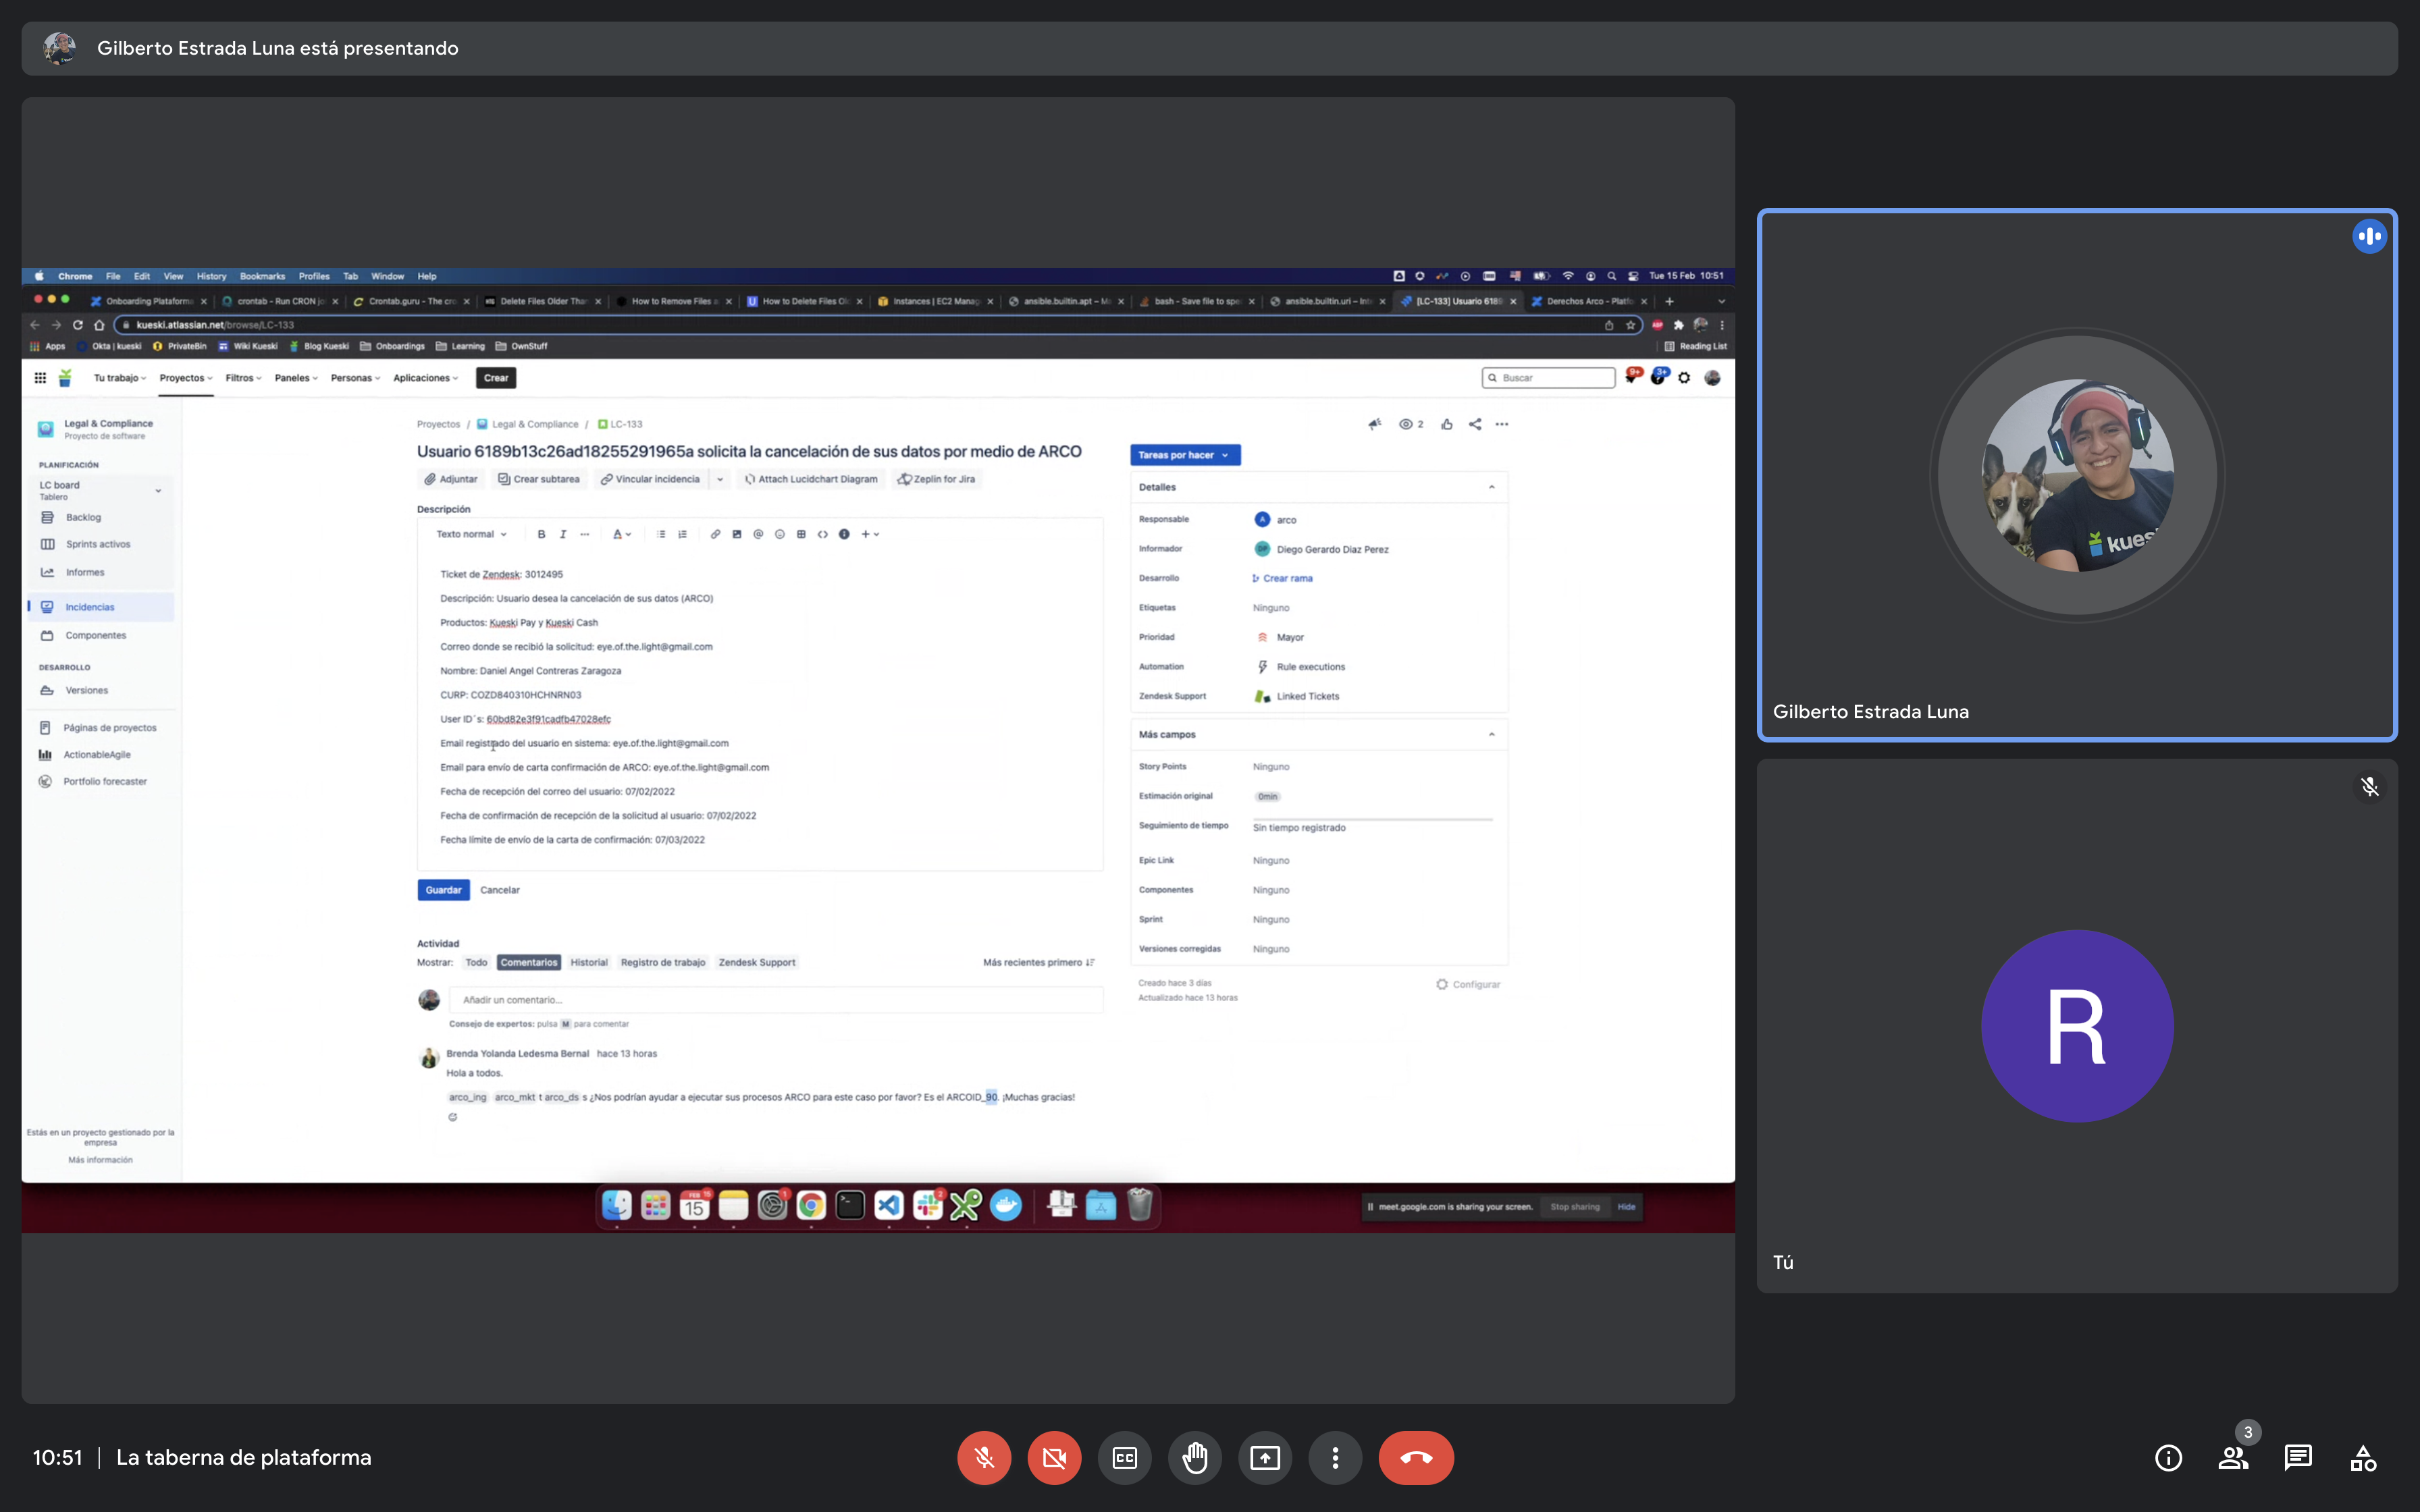 Gilberto Estrada Luna está presentando
Chrome File Edit View History Bookmarks Profiles Tab Window Help
Tue 15 Feb 10:51
Onboarding Plataforma
crontab - Run CRON jo
Crontab.guru - The cro
Delete Files Older Than
How to Remove Files a
How to Delete Files Ol
Instances | EC2 Manag
ansible.builtin.apt – Ma
bash - Save file to spe
ansible.builtin.uri – Inte
[LC-133] Usuario 6189
Derechos Arco - Platfo
kueski.atlassian.net/browse/LC-133
Apps Okta | kueski PrivateBin Wiki Kueski Blog Kueski Onboardings Learning OwnStuff
Reading List
Tu trabajo Proyectos Filtros Paneles Personas Aplicaciones Crear
Buscar
9+ 3+
Legal & Compliance
Proyecto de software
PLANIFICACIÓN
LC board
Tablero
Backlog
Sprints activos
Informes
Incidencias
Componentes
DESARROLLO
Versiones
Páginas de proyectos
ActionableAgile
Portfolio forecaster
Estás en un proyecto gestionado por la
empresa
Más información
Proyectos / Legal & Compliance / LC-133
2
Usuario 6189b13c26ad18255291965a solicita la cancelación de sus datos por medio de ARCO
Adjuntar Crear subtarea Vincular incidencia Attach Lucidchart Diagram Zeplin for Jira
Descripción
Texto normal
Ticket de Zendesk: 3012495
Descripción: Usuario desea la cancelación de sus datos (ARCO)
Productos: Kueski Pay y Kueski Cash
Correo donde se recibió la solicitud: eye.of.the.light@gmail.com
Nombre: Daniel Angel Contreras Zaragoza
CURP: COZD840310HCHNRN03
User ID´s: 60bd82e3f91cadfb47028efc
Email registrado del usuario en sistema: eye.of.the.light@gmail.com
Email para envío de carta confirmación de ARCO: eye.of.the.light@gmail.com
Fecha de recepción del correo del usuario: 07/02/2022
Fecha de confirmación de recepción de la solicitud al usuario: 07/02/2022
Fecha límite de envío de la carta de confirmación: 07/03/2022
Guardar Cancelar
Actividad
Mostrar: Todo Comentarios Historial Registro de trabajo Zendesk Support
Más recientes primero
Añadir un comentario...
Consejo de expertos: pulsa M para comentar
Brenda Yolanda Ledesma Bernal hace 13 horas
Hola a todos.
arco_ing arco_mkt t arco_ds s ¿Nos podrían ayudar a ejecutar sus procesos ARCO para este caso por favor? Es el ARCOID_90. ¡Muchas gracias!
Tareas por hacer
Detalles
Responsable arco
Informador Diego Gerardo Diaz Perez
Desarrollo Crear rama
Etiquetas Ninguno
Prioridad Mayor
Automation Rule executions
Zendesk Support Linked Tickets
Más campos
Story Points Ninguno
Estimación original 0min
Seguimiento de tiempo Sin tiempo registrado
Epic Link Ninguno
Componentes Ninguno
Sprint Ninguno
Versiones corregidas Ninguno
Creado hace 3 días
Actualizado hace 13 horas
Configurar
FEB 15
15
1
2
meet.google.com is sharing your screen. Stop sharing Hide
kues
Gilberto Estrada Luna
R
Tú
10:51 | La taberna de plataforma
CC
3